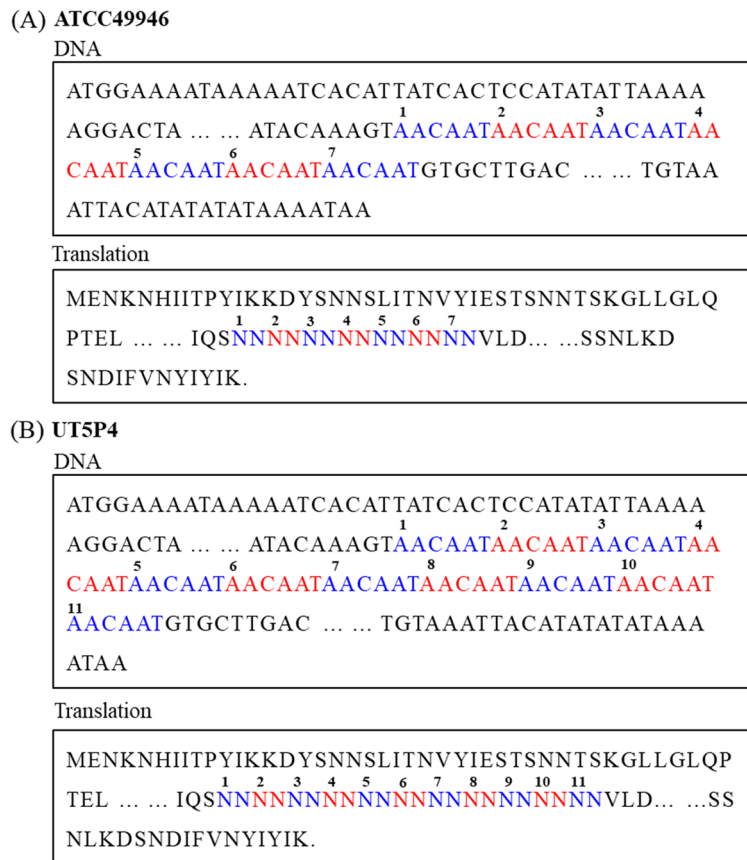 (A) ATCC49946
DNA
ATGGAAAATAAAAATCACATTATCACTCCATATATTAAAA
1 2 3 4
AGGACTA ... ... ATACAAAGTAACAATAACAATAACAATAA
5 6 7
CAATAACAATAACAATAACAATGTGCTTGAC ... ... TGTAA
ATTACATATATATAAAATAA
Translation
MENKNHIITPYIKKDYSNNSLITNVYIESTSNNTSKGLLGLQ
1 2 3 4 5 6 7
PTEL ... ... IQSNNNNNNNNNNNNNNVLD... ...SSNLKD
SNDIFVNYIYIK.
(B) UT5P4
DNA
ATGGAAAATAAAAATCACATTATCACTCCATATATTAAAA
1 2 3 4
AGGACTA ... ... ATACAAAGTAACAATAACAATAACAATAA
5 6 7 8 9 10
CAATAACAATAACAATAACAATAACAATAACAATAACAAT
11
AACAATGTGCTTGAC ... ... TGTAAATTACATATATATAAA
ATAA
Translation
MENKNHIITPYIKKDYSNNSLITNVYIESTSNNTSKGLLGLQP
1 2 3 4 5 6 7 8 9 10 11
TEL ... ... IQSNNNNNNNNNNNNNNNNNNNNNNVLD... ...SS
NLKDSNDIFVNYIYIK.